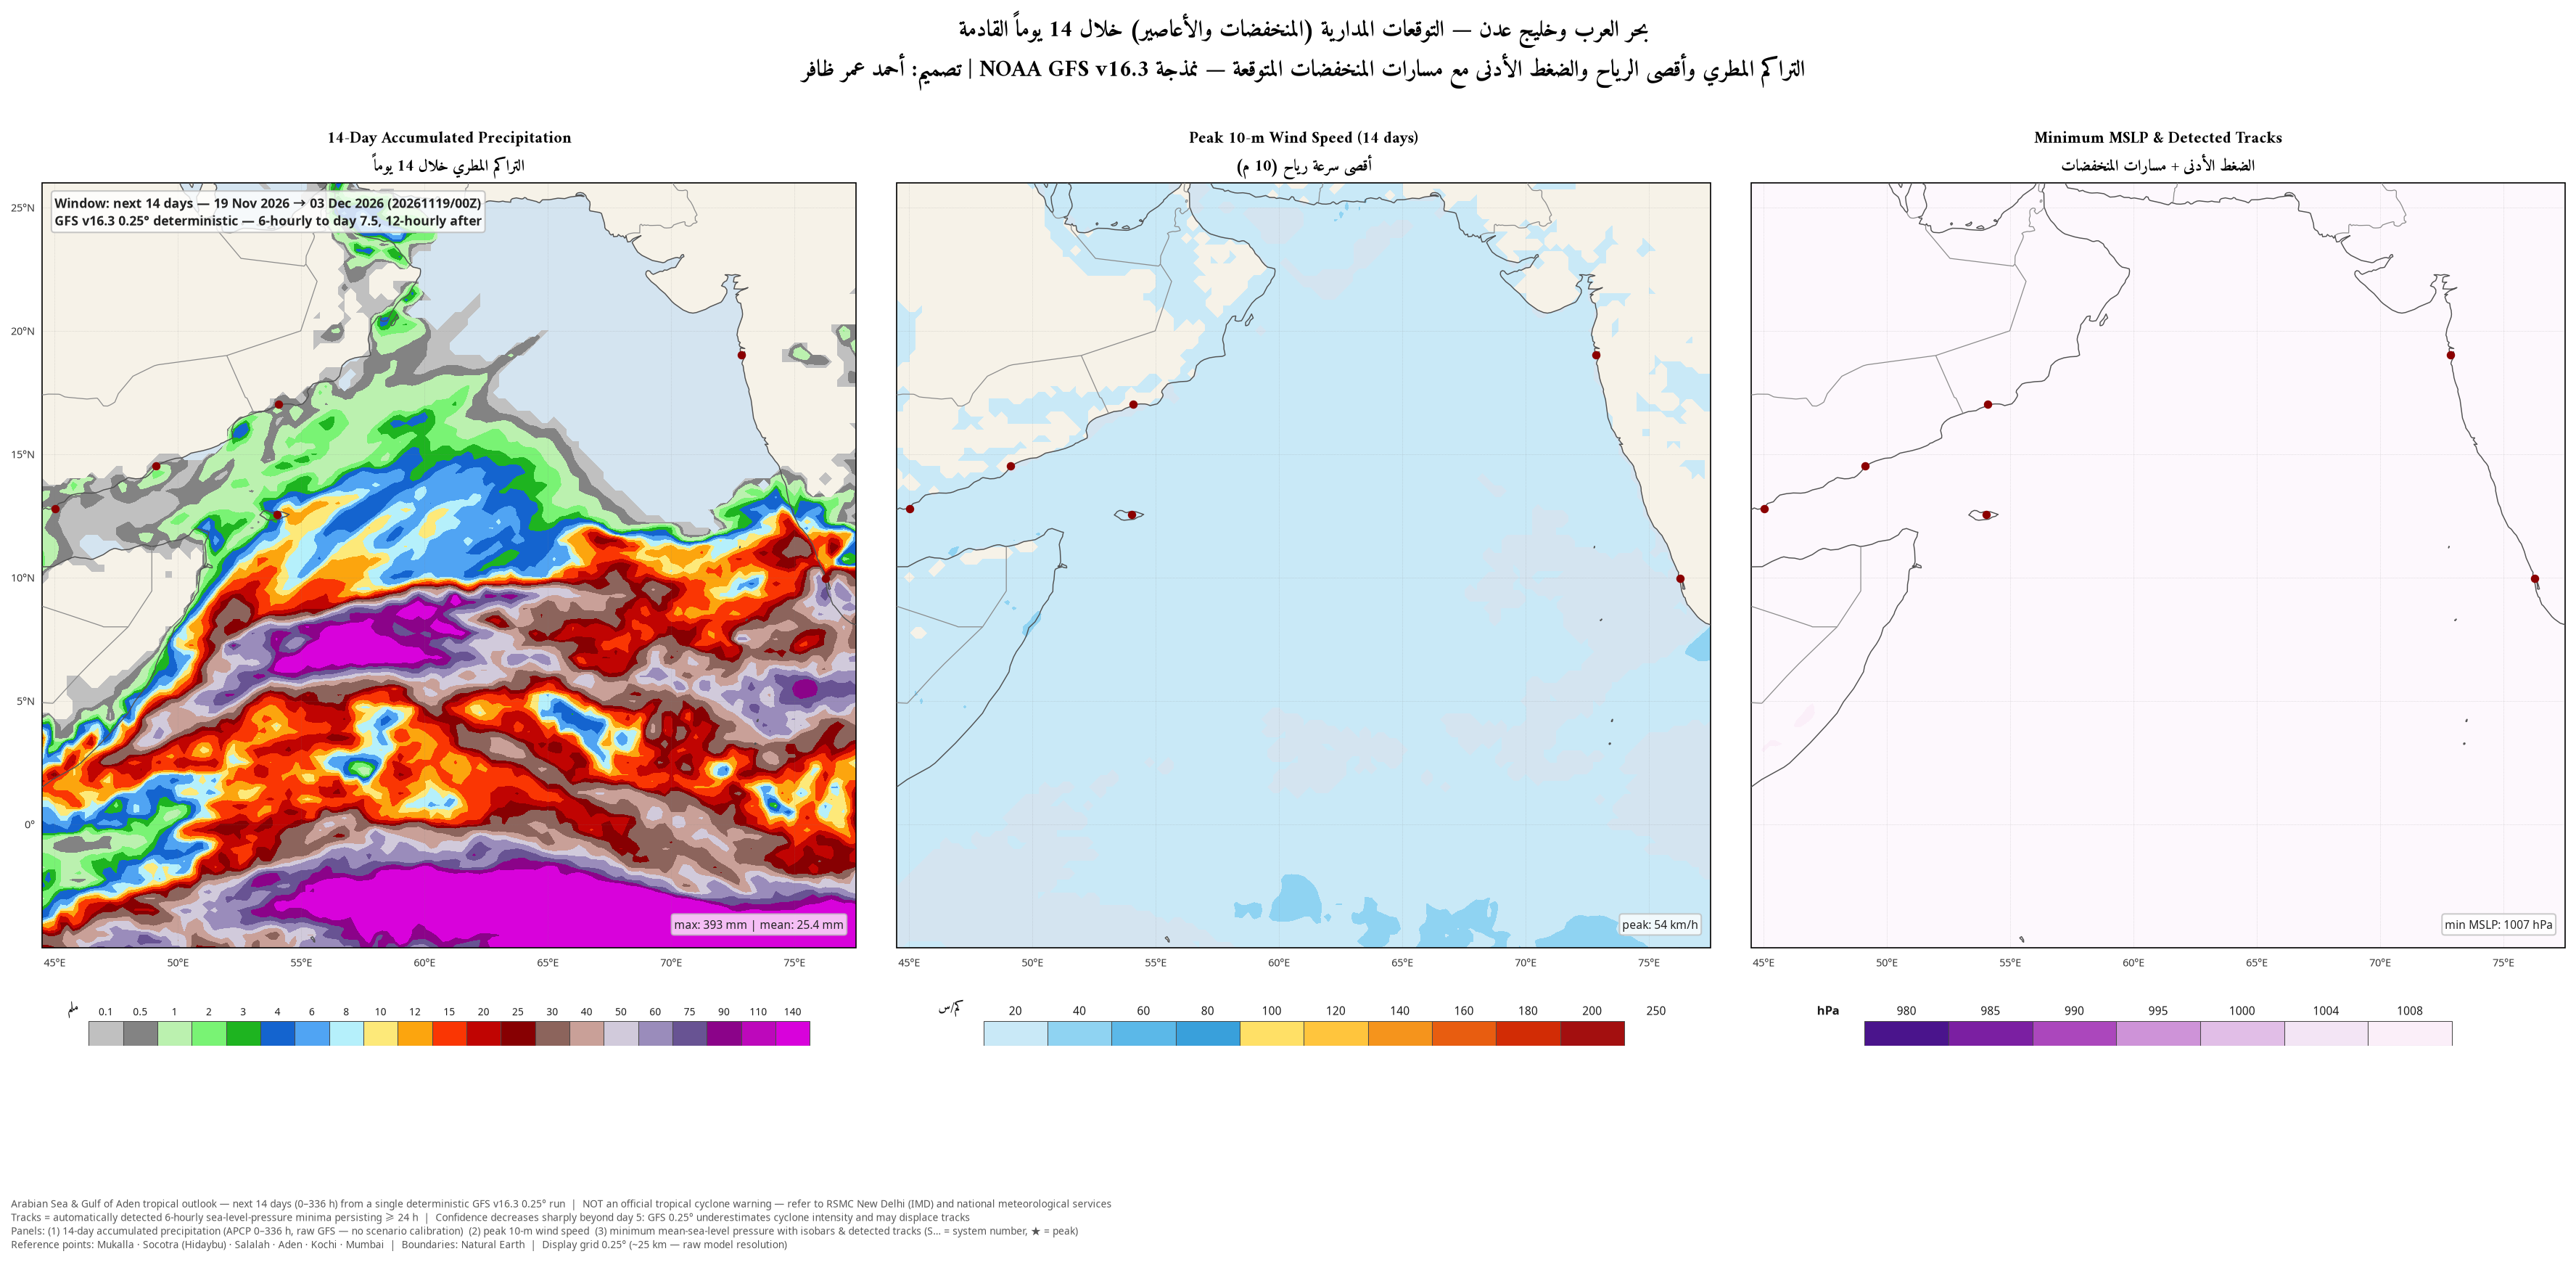 بحر العرب وخليج عدن — التوقعات المدارية (المنخفضات والأعاصير) خلال 14 يوماً القادمة
التراكم المطري وأقصى الرياح والضغط الأدنى مع مسارات المنخفضات المتوقعة — نمذجة NOAA GFS v16.3 | تصميم: أحمد عمر ظافر
14-Day Accumulated Precipitation
التراكم المطري خلال 14 يوماً
Window: next 14 days — 19 Nov 2026 → 03 Dec 2026 (20261119/00Z)
GFS v16.3 0.25° deterministic — 6-hourly to day 7.5, 12-hourly after
25°N
20°N
15°N
10°N
5°N
0°
max: 393 mm | mean: 25.4 mm
45°E 50°E 55°E 60°E 65°E 70°E 75°E
ملم 0.1 0.5 1 2 3 4 6 8 10 12 15 20 25 30 40 50 60 75 90 110 140
Peak 10-m Wind Speed (14 days)
أقصى سرعة رياح (10 م)
peak: 54 km/h
45°E 50°E 55°E 60°E 65°E 70°E 75°E
كم/س 20 40 60 80 100 120 140 160 180 200 250
Minimum MSLP & Detected Tracks
الضغط الأدنى + مسارات المنخفضات
min MSLP: 1007 hPa
45°E 50°E 55°E 60°E 65°E 70°E 75°E
hPa 980 985 990 995 1000 1004 1008
Arabian Sea & Gulf of Aden tropical outlook — next 14 days (0–336 h) from a single deterministic GFS v16.3 0.25° run | NOT an official tropical cyclone warning — refer to RSMC New Delhi (IMD) and national meteorological services
Tracks = automatically detected 6-hourly sea-level-pressure minima persisting ⩾ 24 h | Confidence decreases sharply beyond day 5: GFS 0.25° underestimates cyclone intensity and may displace tracks
Panels: (1) 14-day accumulated precipitation (APCP 0–336 h, raw GFS — no scenario calibration) (2) peak 10-m wind speed (3) minimum mean-sea-level pressure with isobars & detected tracks (S... = system number, ★ = peak)
Reference points: Mukalla · Socotra (Hidaybu) · Salalah · Aden · Kochi · Mumbai | Boundaries: Natural Earth | Display grid 0.25° (~25 km — raw model resolution)